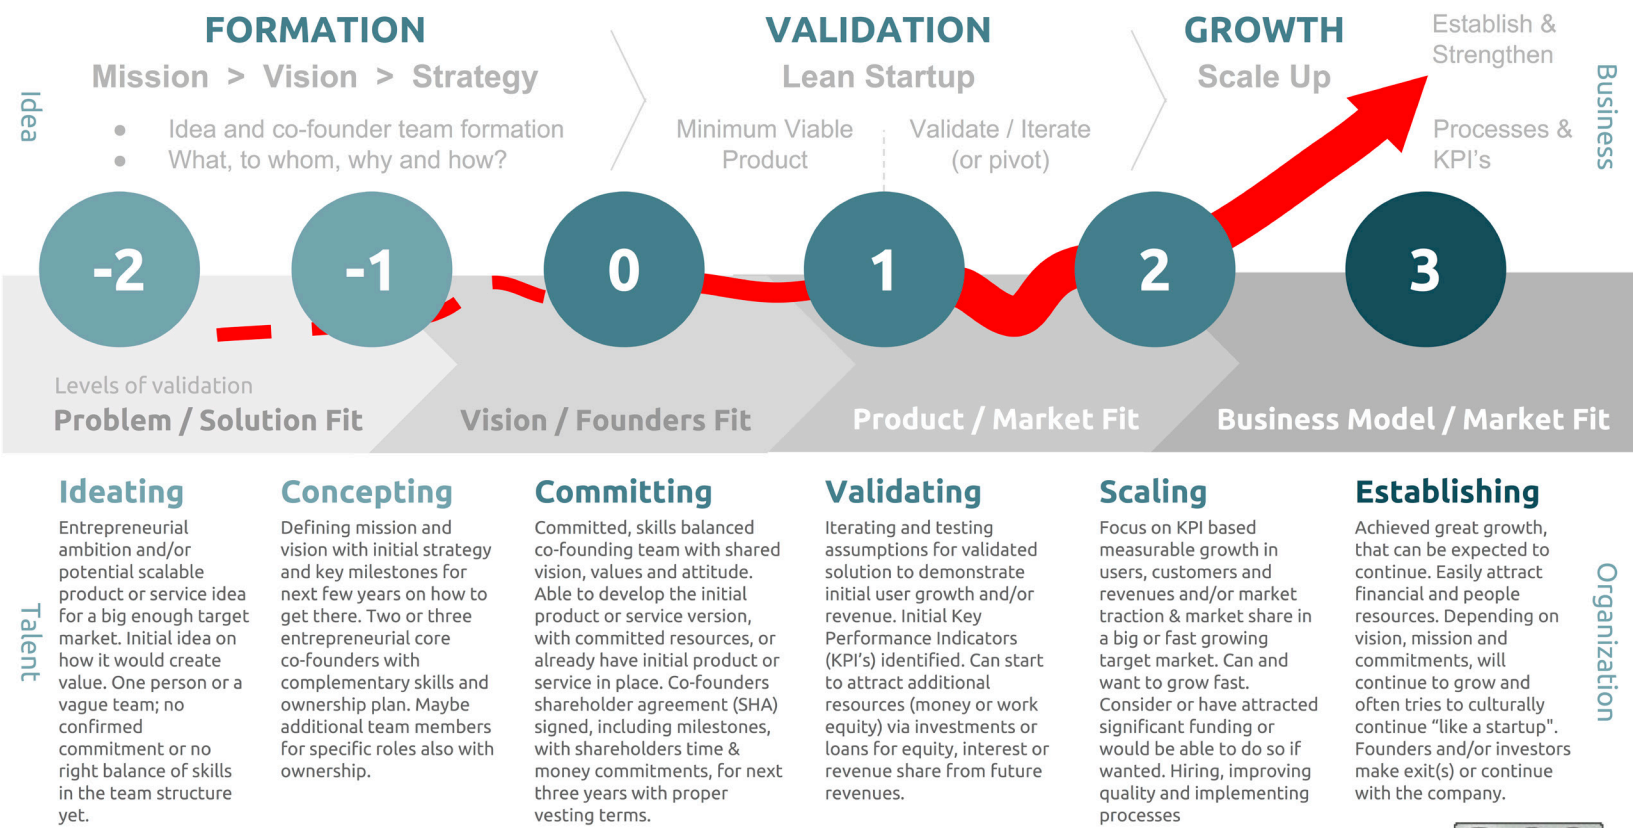 FORMATION
Mission > Vision > Strategy
● Idea and co-founder team formation
● What, to whom, why and how?
VALIDATION
Lean Startup
Minimum Viable
Product
Validate / Iterate
(or pivot)
GROWTH
Scale Up
Establish &
Strengthen
Processes &
KPI's
Idea
Business
-2
-1
0
1
2
3
Levels of validation
Problem / Solution Fit
Vision / Founders Fit
Product / Market Fit
Business Model / Market Fit
Talent
Organization
Ideating
Entrepreneurial
ambition and/or
potential scalable
product or service idea
for a big enough target
market. Initial idea on
how it would create
value. One person or a
vague team; no
confirmed
commitment or no
right balance of skills
in the team structure
yet.
Concepting
Defining mission and
vision with initial strategy
and key milestones for
next few years on how to
get there. Two or three
entrepreneurial core
co-founders with
complementary skills and
ownership plan. Maybe
additional team members
for specific roles also with
ownership.
Committing
Committed, skills balanced
co-founding team with shared
vision, values and attitude.
Able to develop the initial
product or service version,
with committed resources, or
already have initial product or
service in place. Co-founders
shareholder agreement (SHA)
signed, including milestones,
with shareholders time &
money commitments, for next
three years with proper
vesting terms.
Validating
Iterating and testing
assumptions for validated
solution to demonstrate
initial user growth and/or
revenue. Initial Key
Performance Indicators
(KPI's) identified. Can start
to attract additional
resources (money or work
equity) via investments or
loans for equity, interest or
revenue share from future
revenues.
Scaling
Focus on KPI based
measurable growth in
users, customers and
revenues and/or market
traction & market share in
a big or fast growing
target market. Can and
want to grow fast.
Consider or have attracted
significant funding or
would be able to do so if
wanted. Hiring, improving
quality and implementing
processes
Establishing
Achieved great growth,
that can be expected to
continue. Easily attract
financial and people
resources. Depending on
vision, mission and
commitments, will
continue to grow and
often tries to culturally
continue “like a startup".
Founders and/or investors
make exit(s) or continue
with the company.